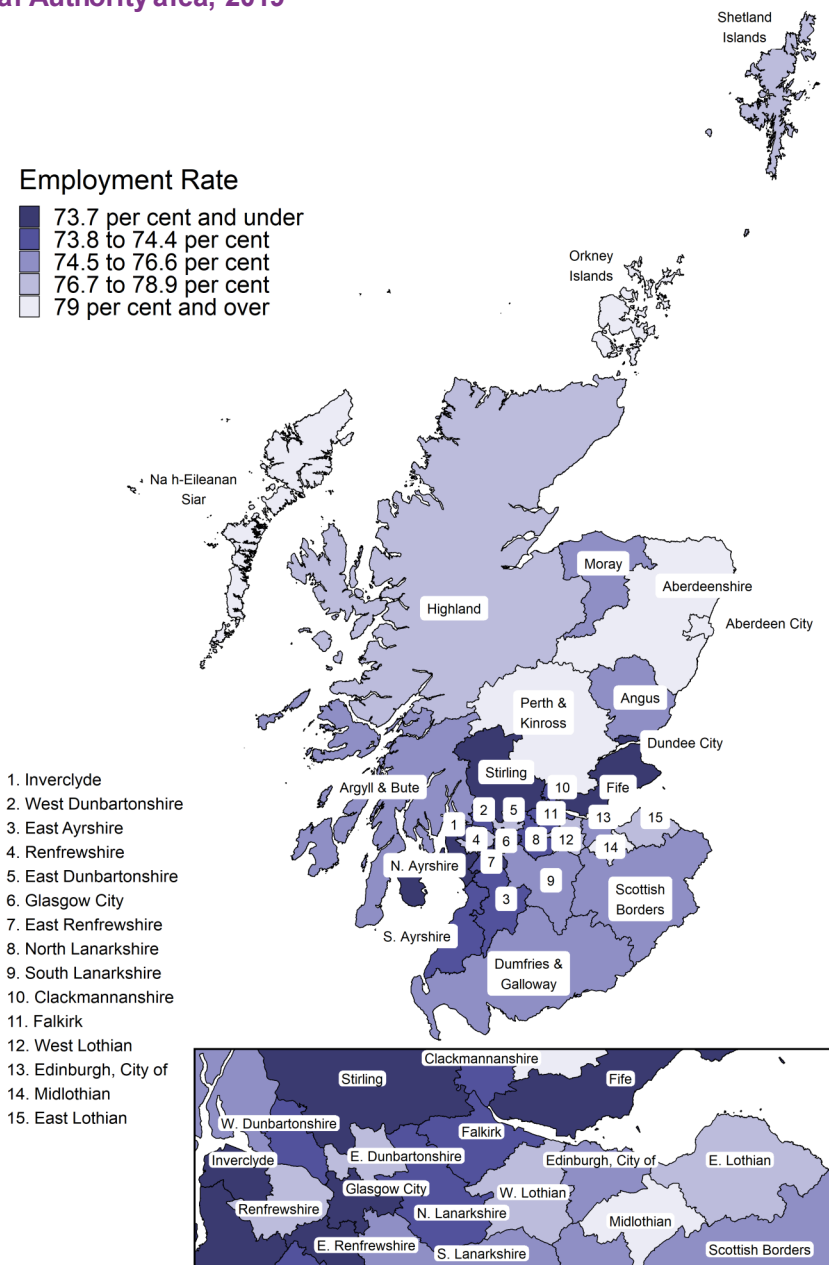 Authority area, 2019
Shetland
Islands
Employment Rate
73.7 per cent and under
73.8 to 74.4 per cent
74.5 to 76.6 per cent
76.7 to 78.9 per cent
79 per cent and over
Orkney
Islands
Na h-Eileanan
Siar
Moray
Aberdeenshire
Highland
Aberdeen City
Perth &
Kinross
Angus
Dundee City
Stirling
Argyll & Bute
10
Fife
2
5
11
13
15
1
4
6
8
12
14
7
N. Ayrshire
9
3
Scottish
Borders
S. Ayrshire
Dumfries &
Galloway
1. Inverclyde
2. West Dunbartonshire
3. East Ayrshire
4. Renfrewshire
5. East Dunbartonshire
6. Glasgow City
7. East Renfrewshire
8. North Lanarkshire
9. South Lanarkshire
10. Clackmannanshire
11. Falkirk
12. West Lothian
13. Edinburgh, City of
14. Midlothian
15. East Lothian
Clackmannanshire
Stirling
Fife
W. Dunbartonshire
Falkirk
Inverclyde
E. Dunbartonshire
Edinburgh, City of
E. Lothian
Glasgow City
W. Lothian
Renfrewshire
N. Lanarkshire
Midlothian
E. Renfrewshire
S. Lanarkshire
Scottish Borders